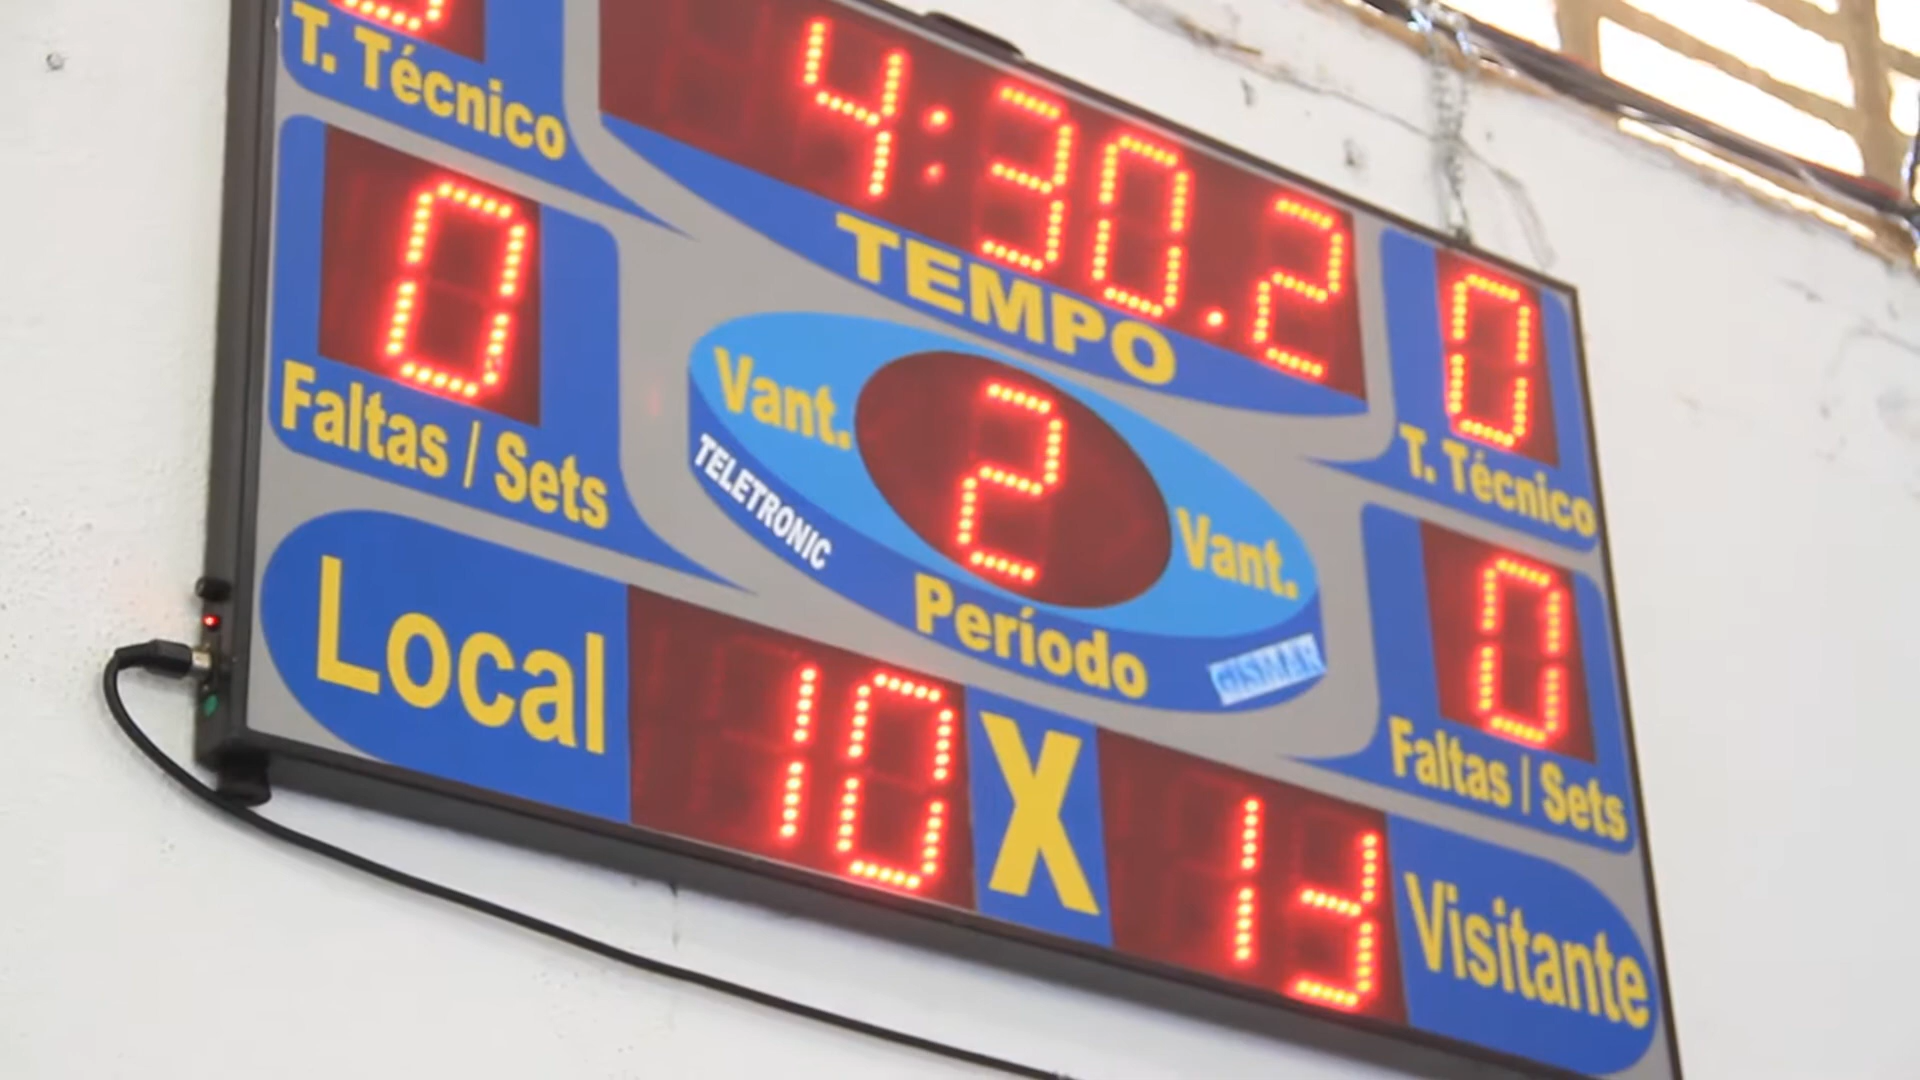 T. Técnico
4:30.2
TEMPO
0
T. Técnico
0
Faltas / Sets
Vant.
2
Vant.
TELETRONIC
Período
0
Faltas / Sets
Local
10
X
13
Visitante